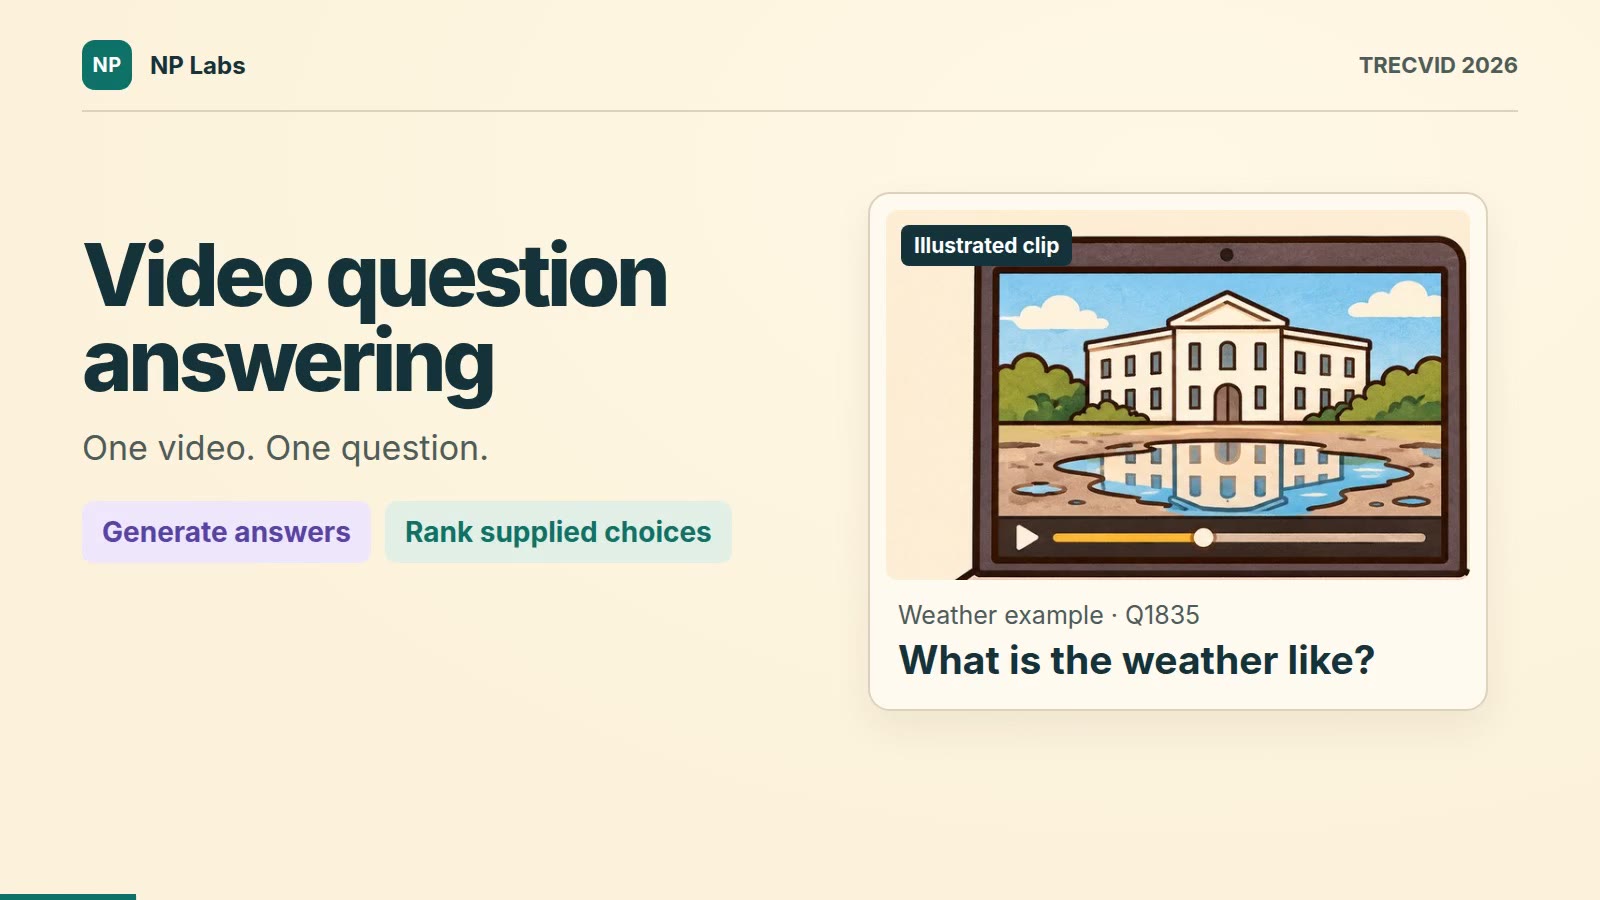 NP
NP Labs
TRECVID 2026
Video question
answering
One video. One question.
Generate answers
Rank supplied choices
Illustrated clip
Weather example · Q1835
What is the weather like?